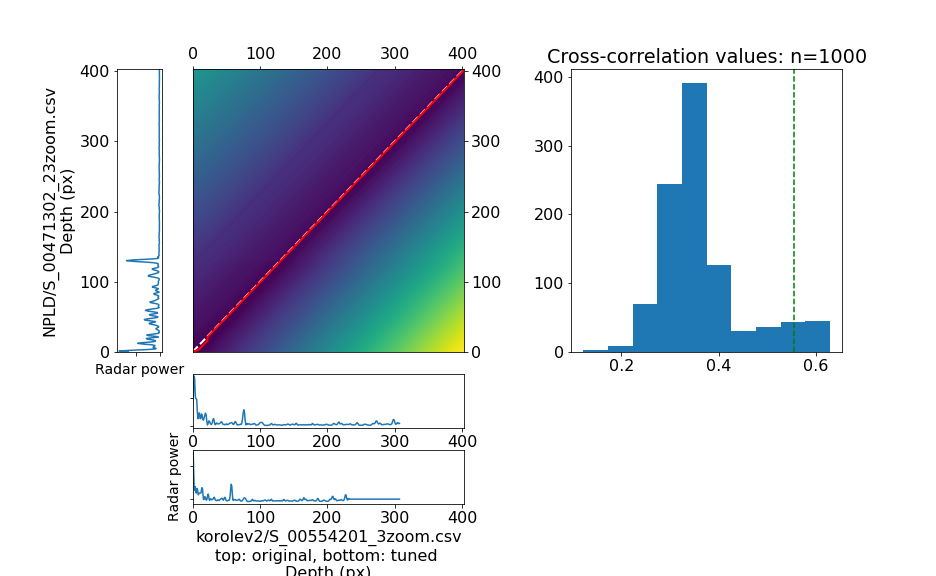 Cross-correlation values: n=1000
0 100 200 300 400
400
300
200
100
0
NPLD/S_00471302_23zoom.csv
Depth (px)
Radar power
400
300
200
100
0
400
300
200
100
0
0.2 0.4 0.6
0 100 200 300 400
Radar power
0 100 200 300 400
korolev2/S_00554201_3zoom.csv
top: original, bottom: tuned
Depth (px)